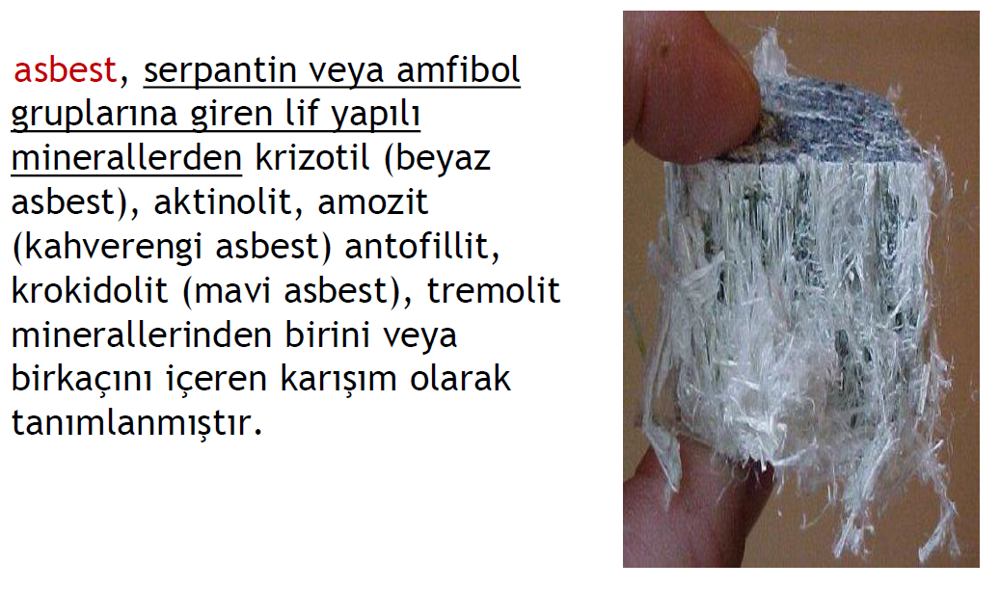 asbest, serpantin veya amfibol
gruplarına giren lif yapılı
minerallerden krizotil (beyaz
asbest), aktinolit, amozit
(kahverengi asbest) antofillit,
krokidolit (mavi asbest), tremolit
minerallerinden birini veya
birkaçını içeren karışım olarak
tanımlanmıştır.